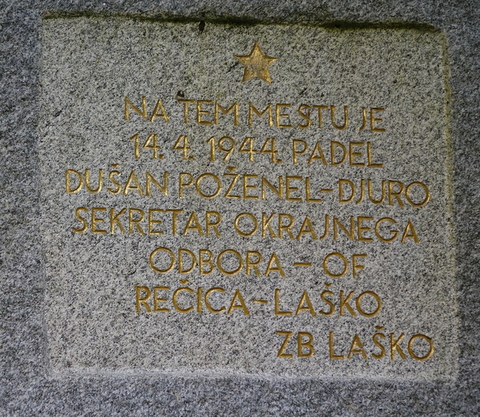 NA TEM MESTU JE
14. 4. 1944. PADEL
DUŠAN POŽENEL-DJURO
SEKRETAR OKRAJNEGA
ODBORA - OF
REČICA-LAŠKO
ZB LAŠKO